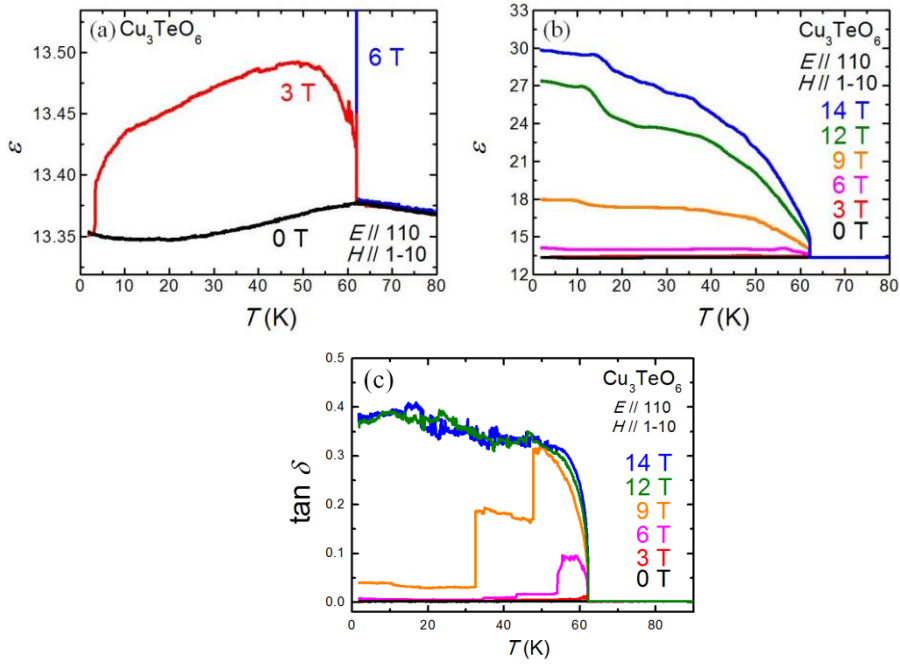 (a) Cu₃TeO₆
13.50
13.45
13.40
13.35
ε
6 T
3 T
0 T
E // 110
H // 1-10
0 10 20 30 40 50 60 70 80
T (K)
(b)
Cu₃TeO₆
E // 110
H // 1-10
14 T
12 T
9 T
6 T
3 T
0 T
33
30
27
24
21
18
15
12
ε
0 10 20 30 40 50 60 70 80
T (K)
(c)
Cu₃TeO₆
E // 110
H // 1-10
14 T
12 T
9 T
6 T
3 T
0 T
0.5
0.4
0.3
0.2
0.1
0.0
tan δ
0 20 40 60 80
T (K)